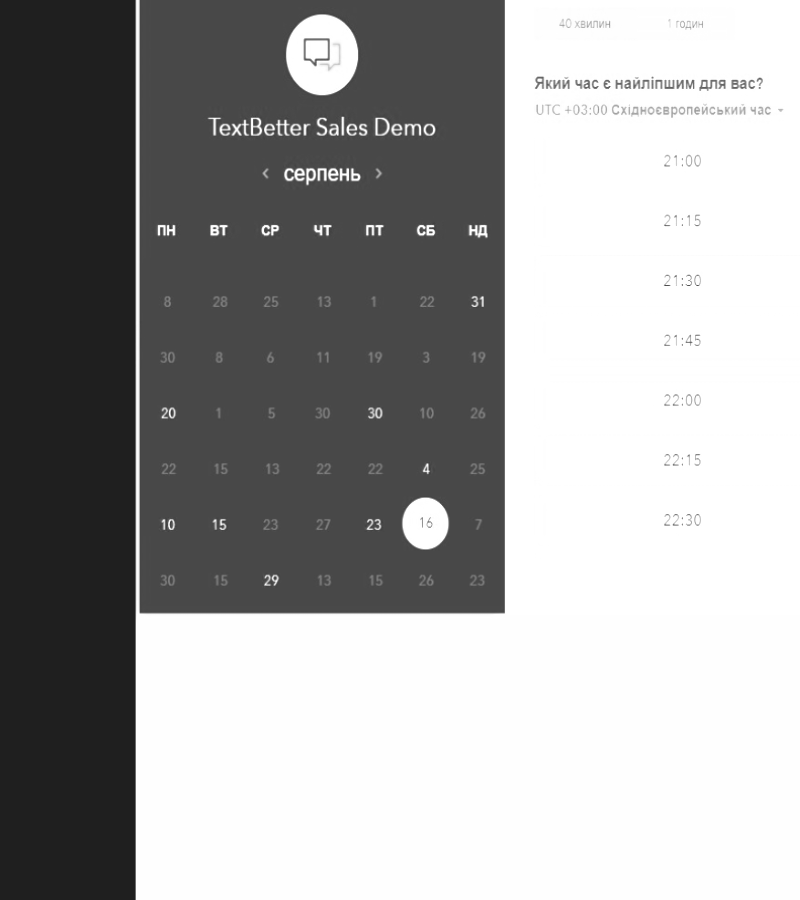 TextBetter Sales Demo
‹ серпень ›
ПН ВТ СР ЧТ ПТ СБ НД
8 28 25 13 1 22 31
30 8 6 11 19 3 19
20 1 5 30 30 10 26
22 15 13 22 22 4 25
10 15 23 27 23 16 7
30 15 29 13 15 26 23
40 хвилин 1 годин
Який час є найліпшим для вас?
UTC +03:00 Східноєвропейський час
21:00
21:15
21:30
21:45
22:00
22:15
22:30